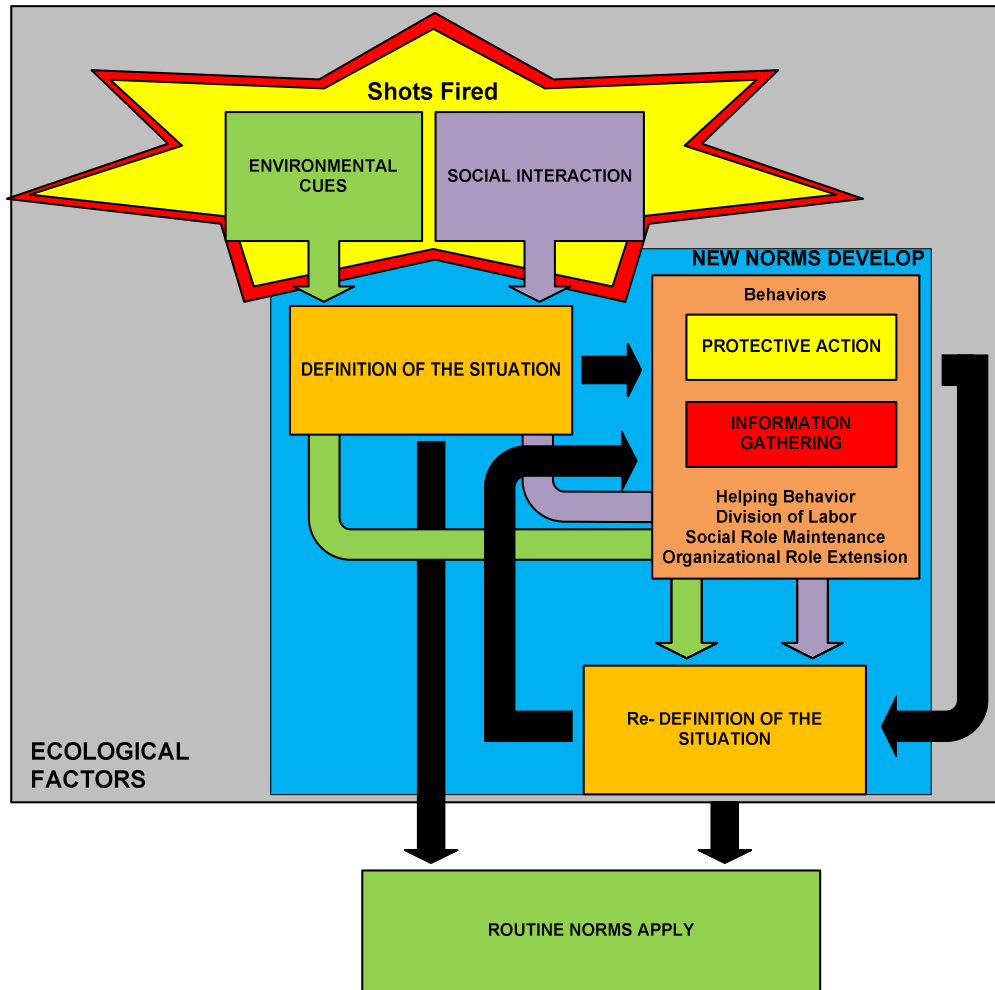 Shots Fired
ENVIRONMENTAL
CUES
SOCIAL INTERACTION
NEW NORMS DEVELOP
Behaviors
PROTECTIVE ACTION
DEFINITION OF THE SITUATION
INFORMATION
GATHERING
Helping Behavior
Division of Labor
Social Role Maintenance
Organizational Role Extension
Re- DEFINITION OF THE
SITUATION
ECOLOGICAL
FACTORS
ROUTINE NORMS APPLY